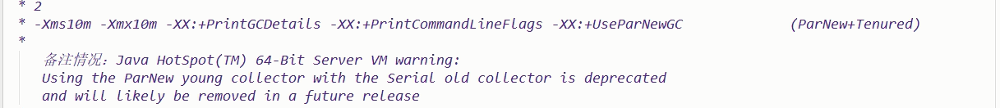 * 2
* -Xms10m -Xmx10m -XX:+PrintGCDetails -XX:+PrintCommandLineFlags -XX:+UseParNewGC (ParNew+Tenured)
*
备注情况：Java HotSpot(TM) 64-Bit Server VM warning:
Using the ParNew young collector with the Serial old collector is deprecated
and will likely be removed in a future release